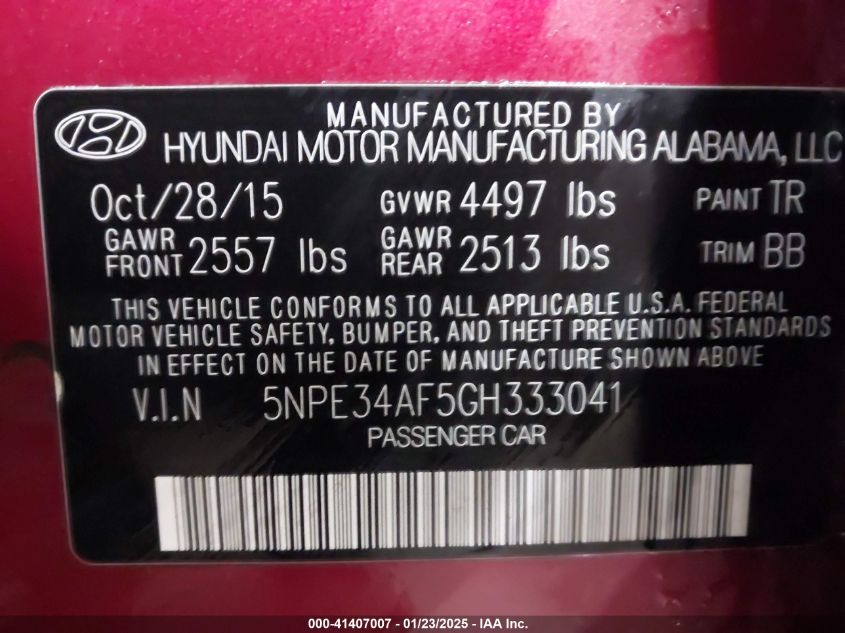 MANUFACTURED BY
HYUNDAI MOTOR MANUFACTURING ALABAMA, LLC
Oct/28/15 GVWR 4497 lbs PAINT TR
GAWR FRONT 2557 lbs GAWR REAR 2513 lbs TRIM BB
THIS VEHICLE CONFORMS TO ALL APPLICABLE U.S.A. FEDERAL
MOTOR VEHICLE SAFETY, BUMPER, AND THEFT PREVENTION STANDARDS
IN EFFECT ON THE DATE OF MANUFACTURE SHOWN ABOVE
V.I.N 5NPE34AF5GH333041
PASSENGER CAR
000-41407007 - 01/23/2025 - IAA Inc.